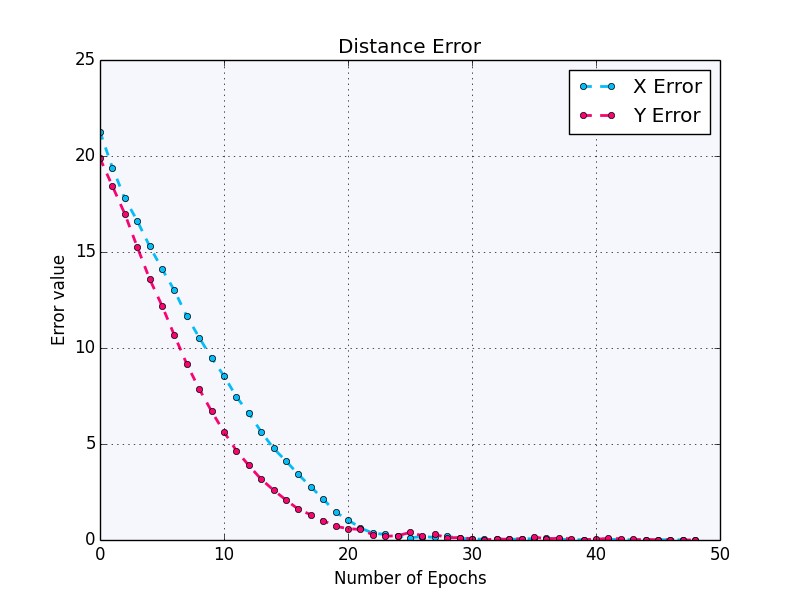 Distance Error
25
20
15
10
5
0
Error value
0 10 20 30 40 50
Number of Epochs
X Error
Y Error